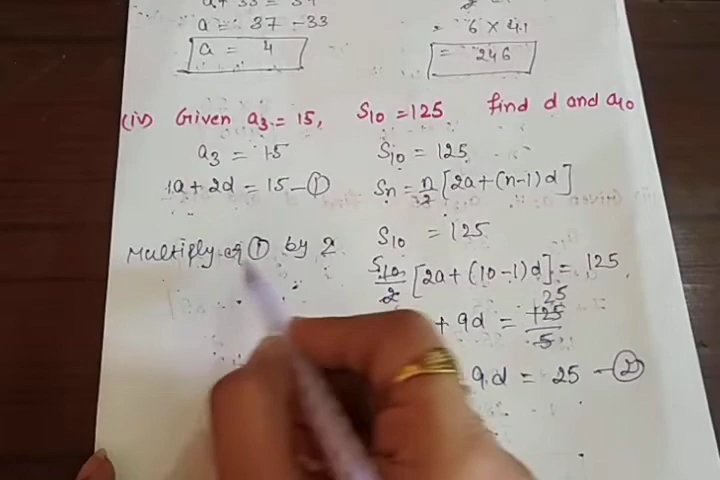 a = 37 - 33
a = 4
= 6 × 41
= 246
(iv) Given a₃ = 15, S₁₀ = 125 find d and a₁₀
a₃ = 15
a + 2d = 15 - ①
Multiply eq ① by 2
S₁₀ = 125
Sn = n/2 [2a + (n-1)d]
S₁₀ = 125
10/2 [2a + (10-1)d] = 125
5
+ 9d = 125/5
25
9d = 25 - ②